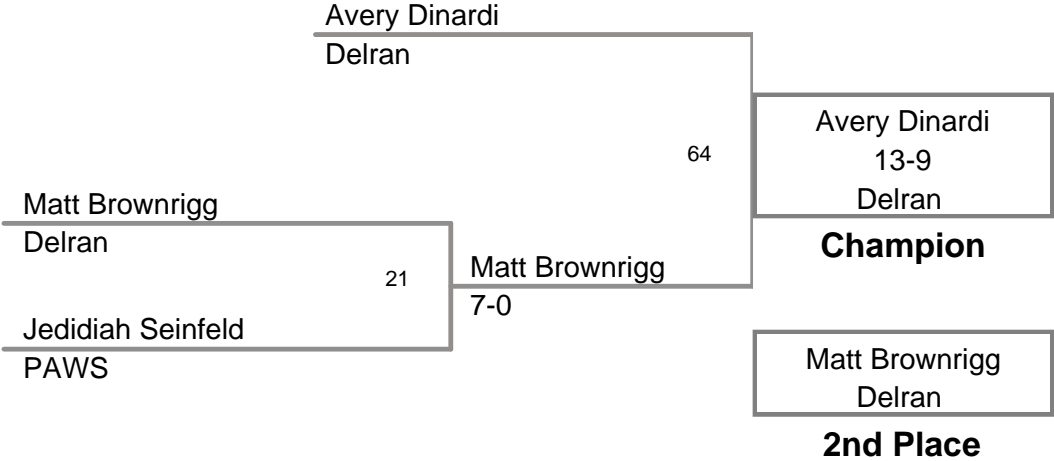 Avery Dinardi
Delran
64
Avery Dinardi
13-9
Delran
Champion
Matt Brownrigg
Delran
21
Matt Brownrigg
7-0
Jedidiah Seinfeld
PAWS
Matt Brownrigg
Delran
2nd Place